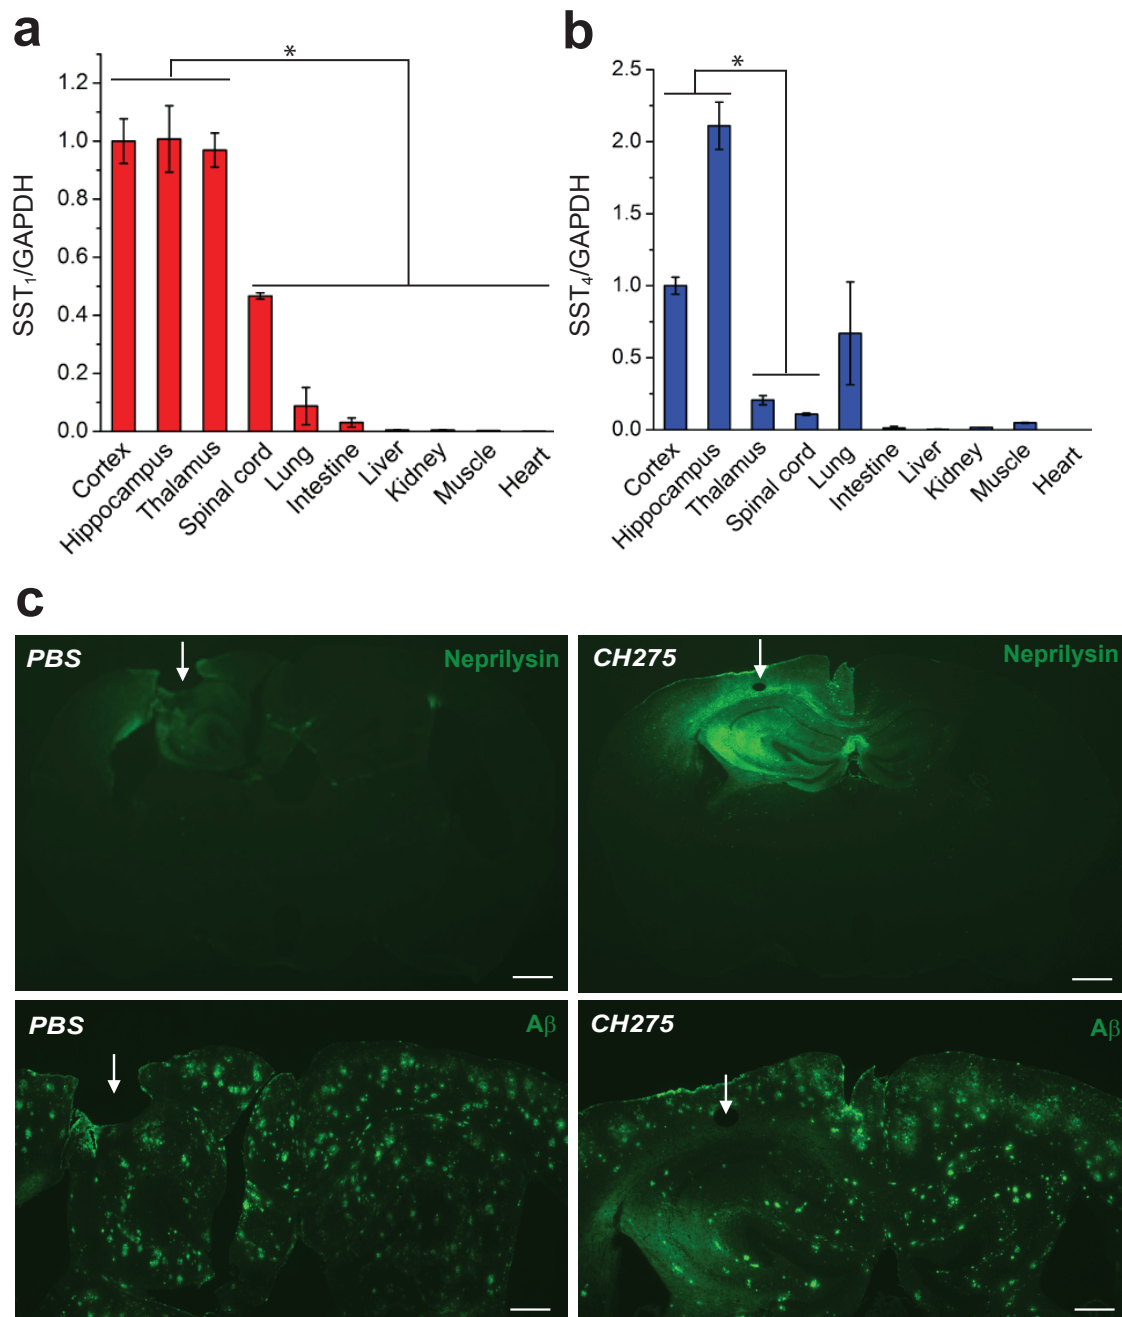 a
b
*
1.2
1.0
0.8
0.6
0.4
0.2
0.0
SST₁/GAPDH
Cortex
Hippocampus
Thalamus
Spinal cord
Lung
Intestine
Liver
Kidney
Muscle
Heart
*
2.5
2.0
1.5
1.0
0.5
0.0
SST₄/GAPDH
Cortex
Hippocampus
Thalamus
Spinal cord
Lung
Intestine
Liver
Kidney
Muscle
Heart
c
PBS
Neprilysin
CH275
Neprilysin
PBS
Aβ
CH275
Aβ